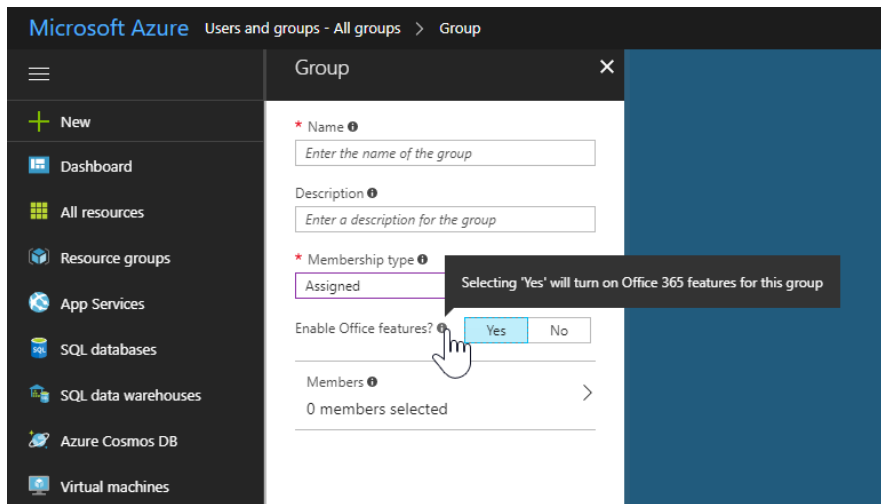 Microsoft Azure Users and groups - All groups > Group
Group
New
Dashboard
All resources
Resource groups
App Services
SQL databases
SQL data warehouses
Azure Cosmos DB
Virtual machines
* Name
Enter the name of the group
Description
Enter a description for the group
* Membership type
Assigned
Selecting 'Yes' will turn on Office 365 features for this group
Enable Office features? Yes No
Members
0 members selected